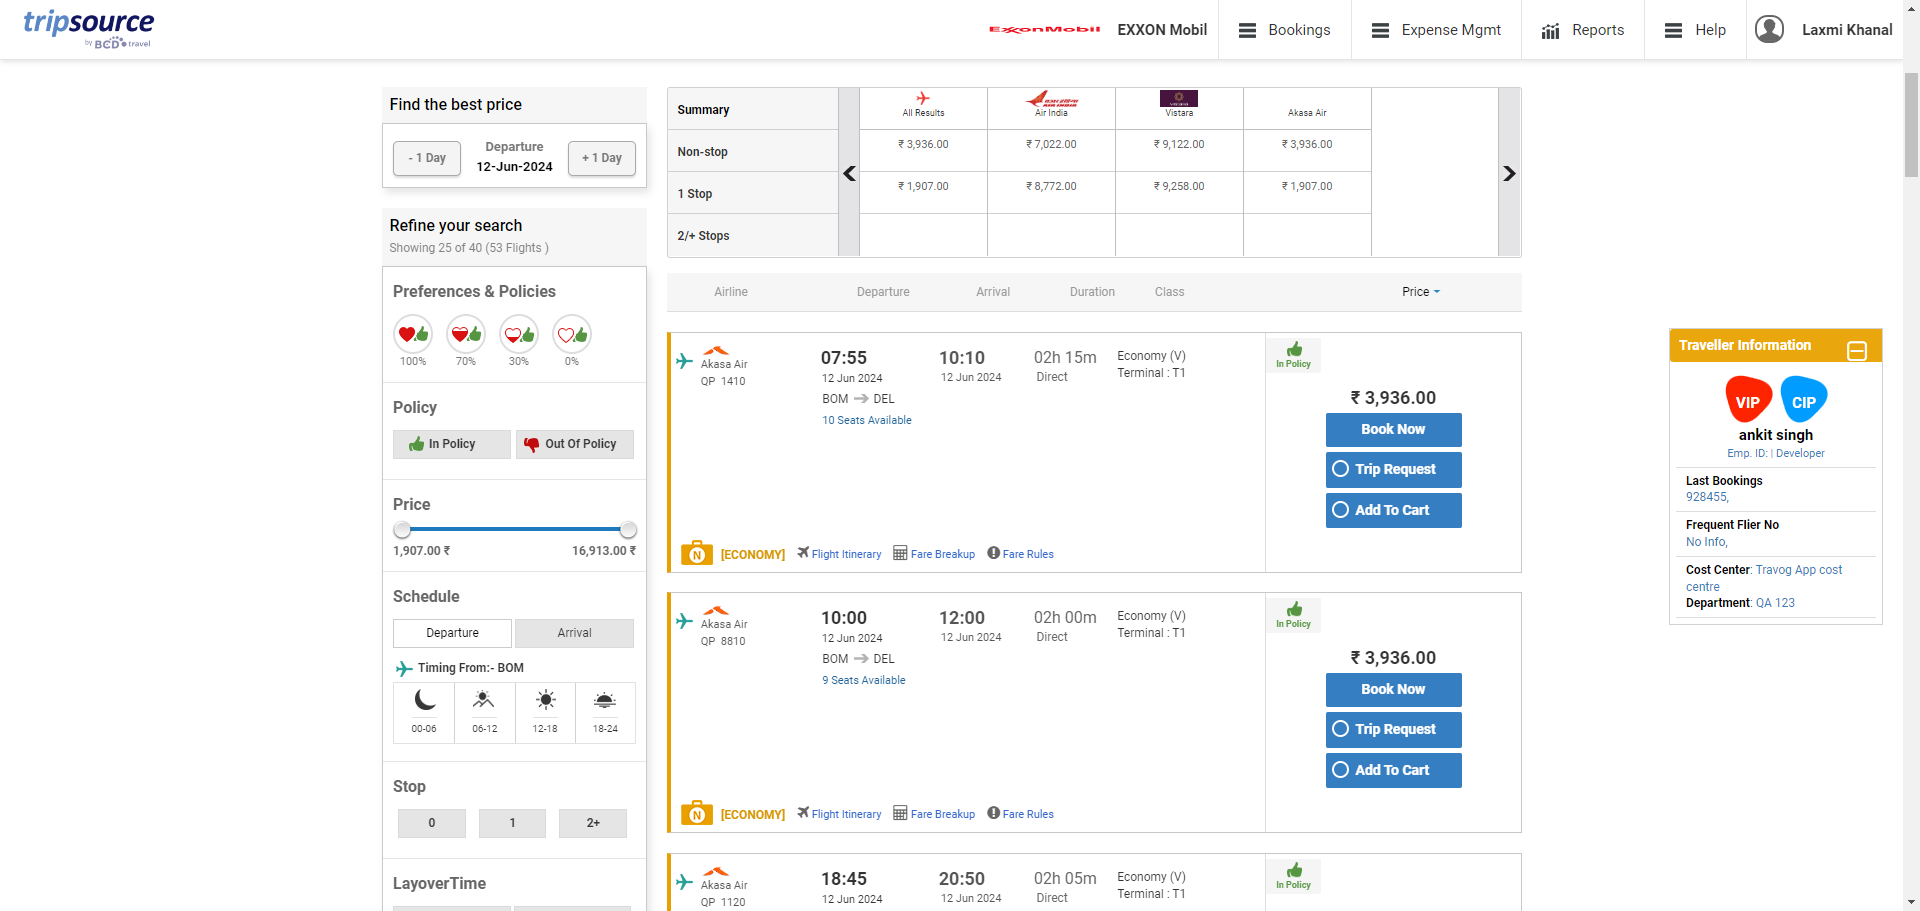 tripsource
by BCD travel
ExxonMobil
EXXON Mobil
Bookings
Expense Mgmt
Reports
Help
Laxmi Khanal
Find the best price
- 1 Day
Departure
12-Jun-2024
+ 1 Day
Refine your search
Showing 25 of 40 (53 Flights )
Preferences & Policies
100%
70%
30%
0%
Policy
In Policy
Out Of Policy
Price
1,907.00 ₹
16,913.00 ₹
Schedule
Departure
Arrival
Timing From:- BOM
00-06
06-12
12-18
18-24
Stop
0
1
2+
LayoverTime
Summary
All Results
Air India
Vistara
Akasa Air
Non-stop
₹ 3,936.00
₹ 7,022.00
₹ 9,122.00
₹ 3,936.00
1 Stop
₹ 1,907.00
₹ 8,772.00
₹ 9,258.00
₹ 1,907.00
2/+ Stops
Airline
Departure
Arrival
Duration
Class
Price
Akasa Air
QP 1410
07:55
12 Jun 2024
BOM
DEL
10 Seats Available
10:10
12 Jun 2024
02h 15m
Direct
Economy (V)
Terminal : T1
In Policy
₹ 3,936.00
Book Now
Trip Request
Add To Cart
N
[ECONOMY]
Flight Itinerary
Fare Breakup
Fare Rules
Akasa Air
QP 8810
10:00
12 Jun 2024
BOM
DEL
9 Seats Available
12:00
12 Jun 2024
02h 00m
Direct
Economy (V)
Terminal : T1
In Policy
₹ 3,936.00
Book Now
Trip Request
Add To Cart
N
[ECONOMY]
Flight Itinerary
Fare Breakup
Fare Rules
Akasa Air
QP 1120
18:45
12 Jun 2024
20:50
12 Jun 2024
02h 05m
Direct
Economy (V)
Terminal : T1
In Policy
Traveller Information
VIP
CIP
ankit singh
Emp. ID: | Developer
Last Bookings
928455,
Frequent Flier No
No Info,
Cost Center: Travog App cost
centre
Department: QA 123